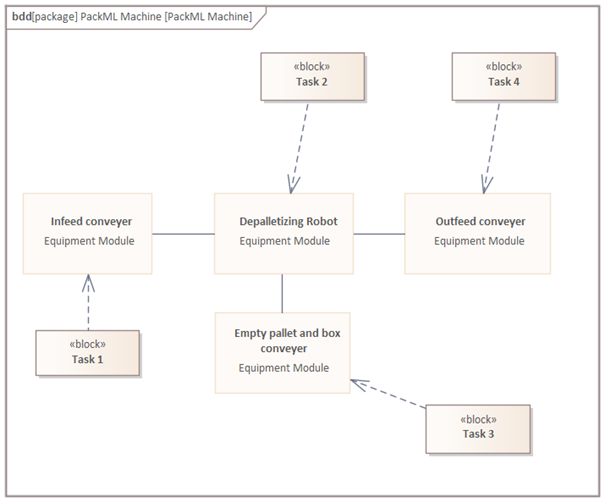 bdd[package] PackML Machine [PackML Machine]
«block»
Task 2
«block»
Task 4
Infeed conveyer
Equipment Module
Depalletizing Robot
Equipment Module
Outfeed conveyer
Equipment Module
Empty pallet and box
conveyer
Equipment Module
«block»
Task 1
«block»
Task 3